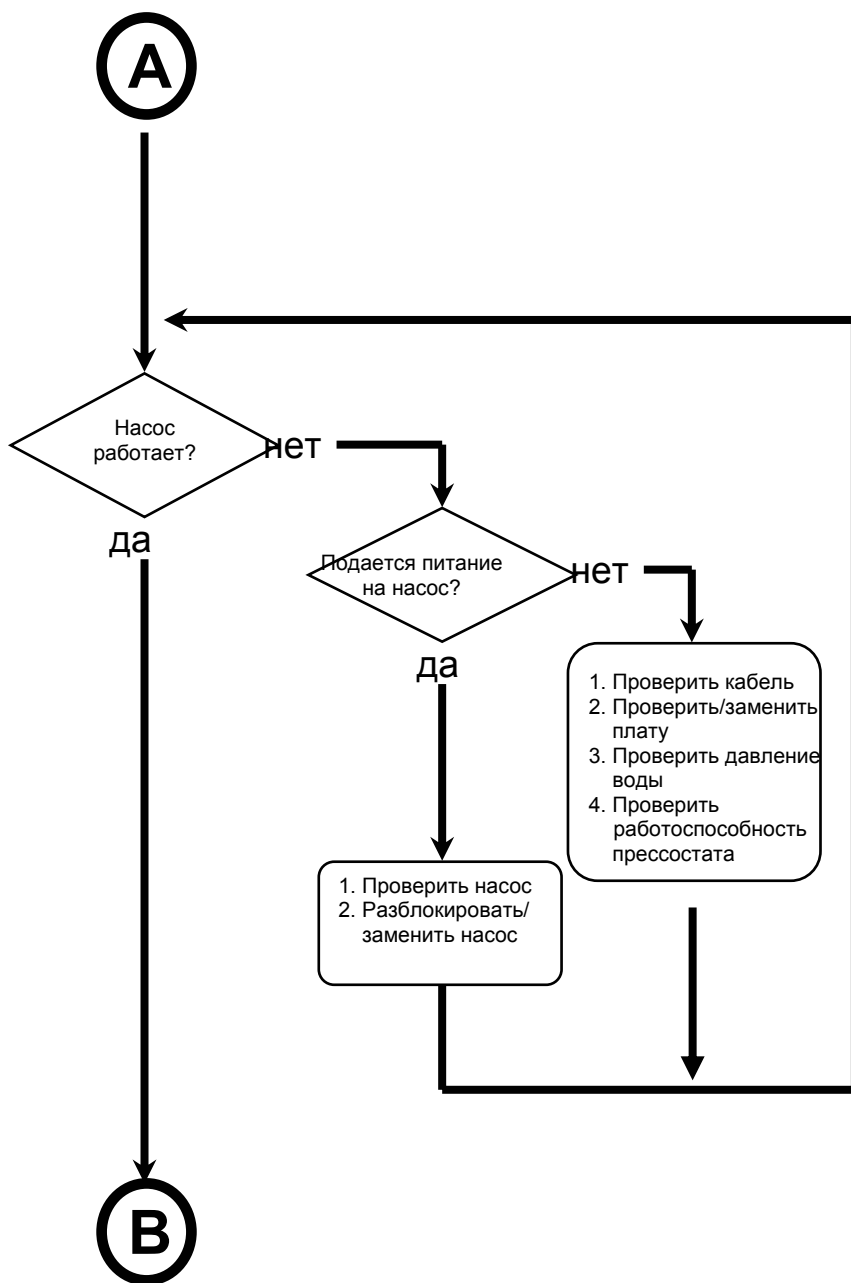 A
Насос
работает?
нет
да
Подается питание
на насос?
нет
да
1. Проверить кабель
2. Проверить/заменить
плату
3. Проверить давление
воды
4. Проверить
работоспособность
прессостата
1. Проверить насос
2. Разблокировать/
заменить насос
B